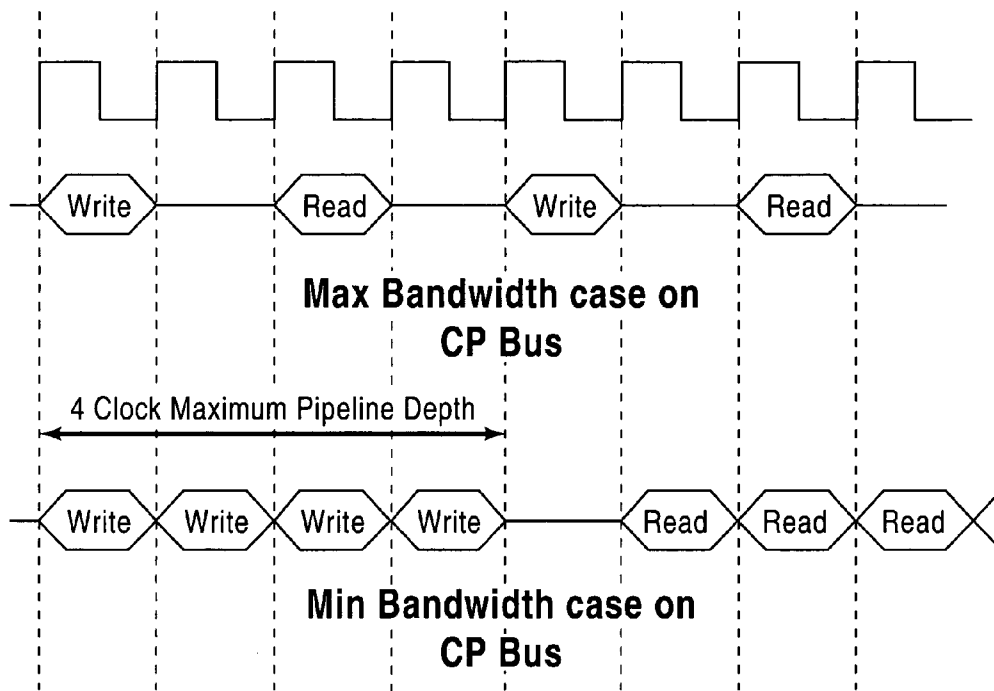 Write Read Write Read
Max Bandwidth case on
CP Bus
4 Clock Maximum Pipeline Depth
Write Write Write Write Read Read Read
Min Bandwidth case on
CP Bus